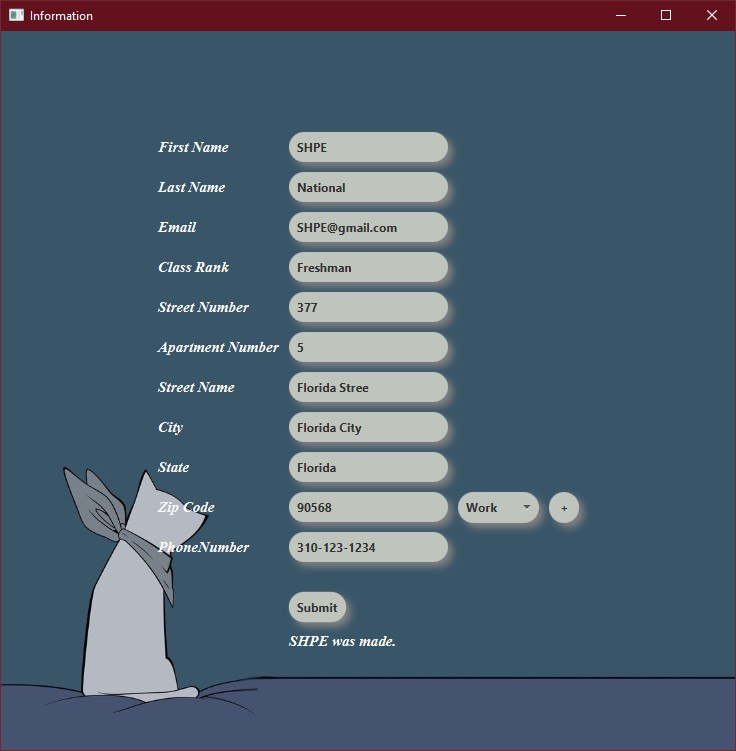 Information
First Name SHPE
Last Name National
Email SHPE@gmail.com
Class Rank Freshman
Street Number 377
Apartment Number 5
Street Name Florida Stree
City Florida City
State Florida
Zip Code 90568 Work +
PhoneNumber 310-123-1234
Submit
SHPE was made.